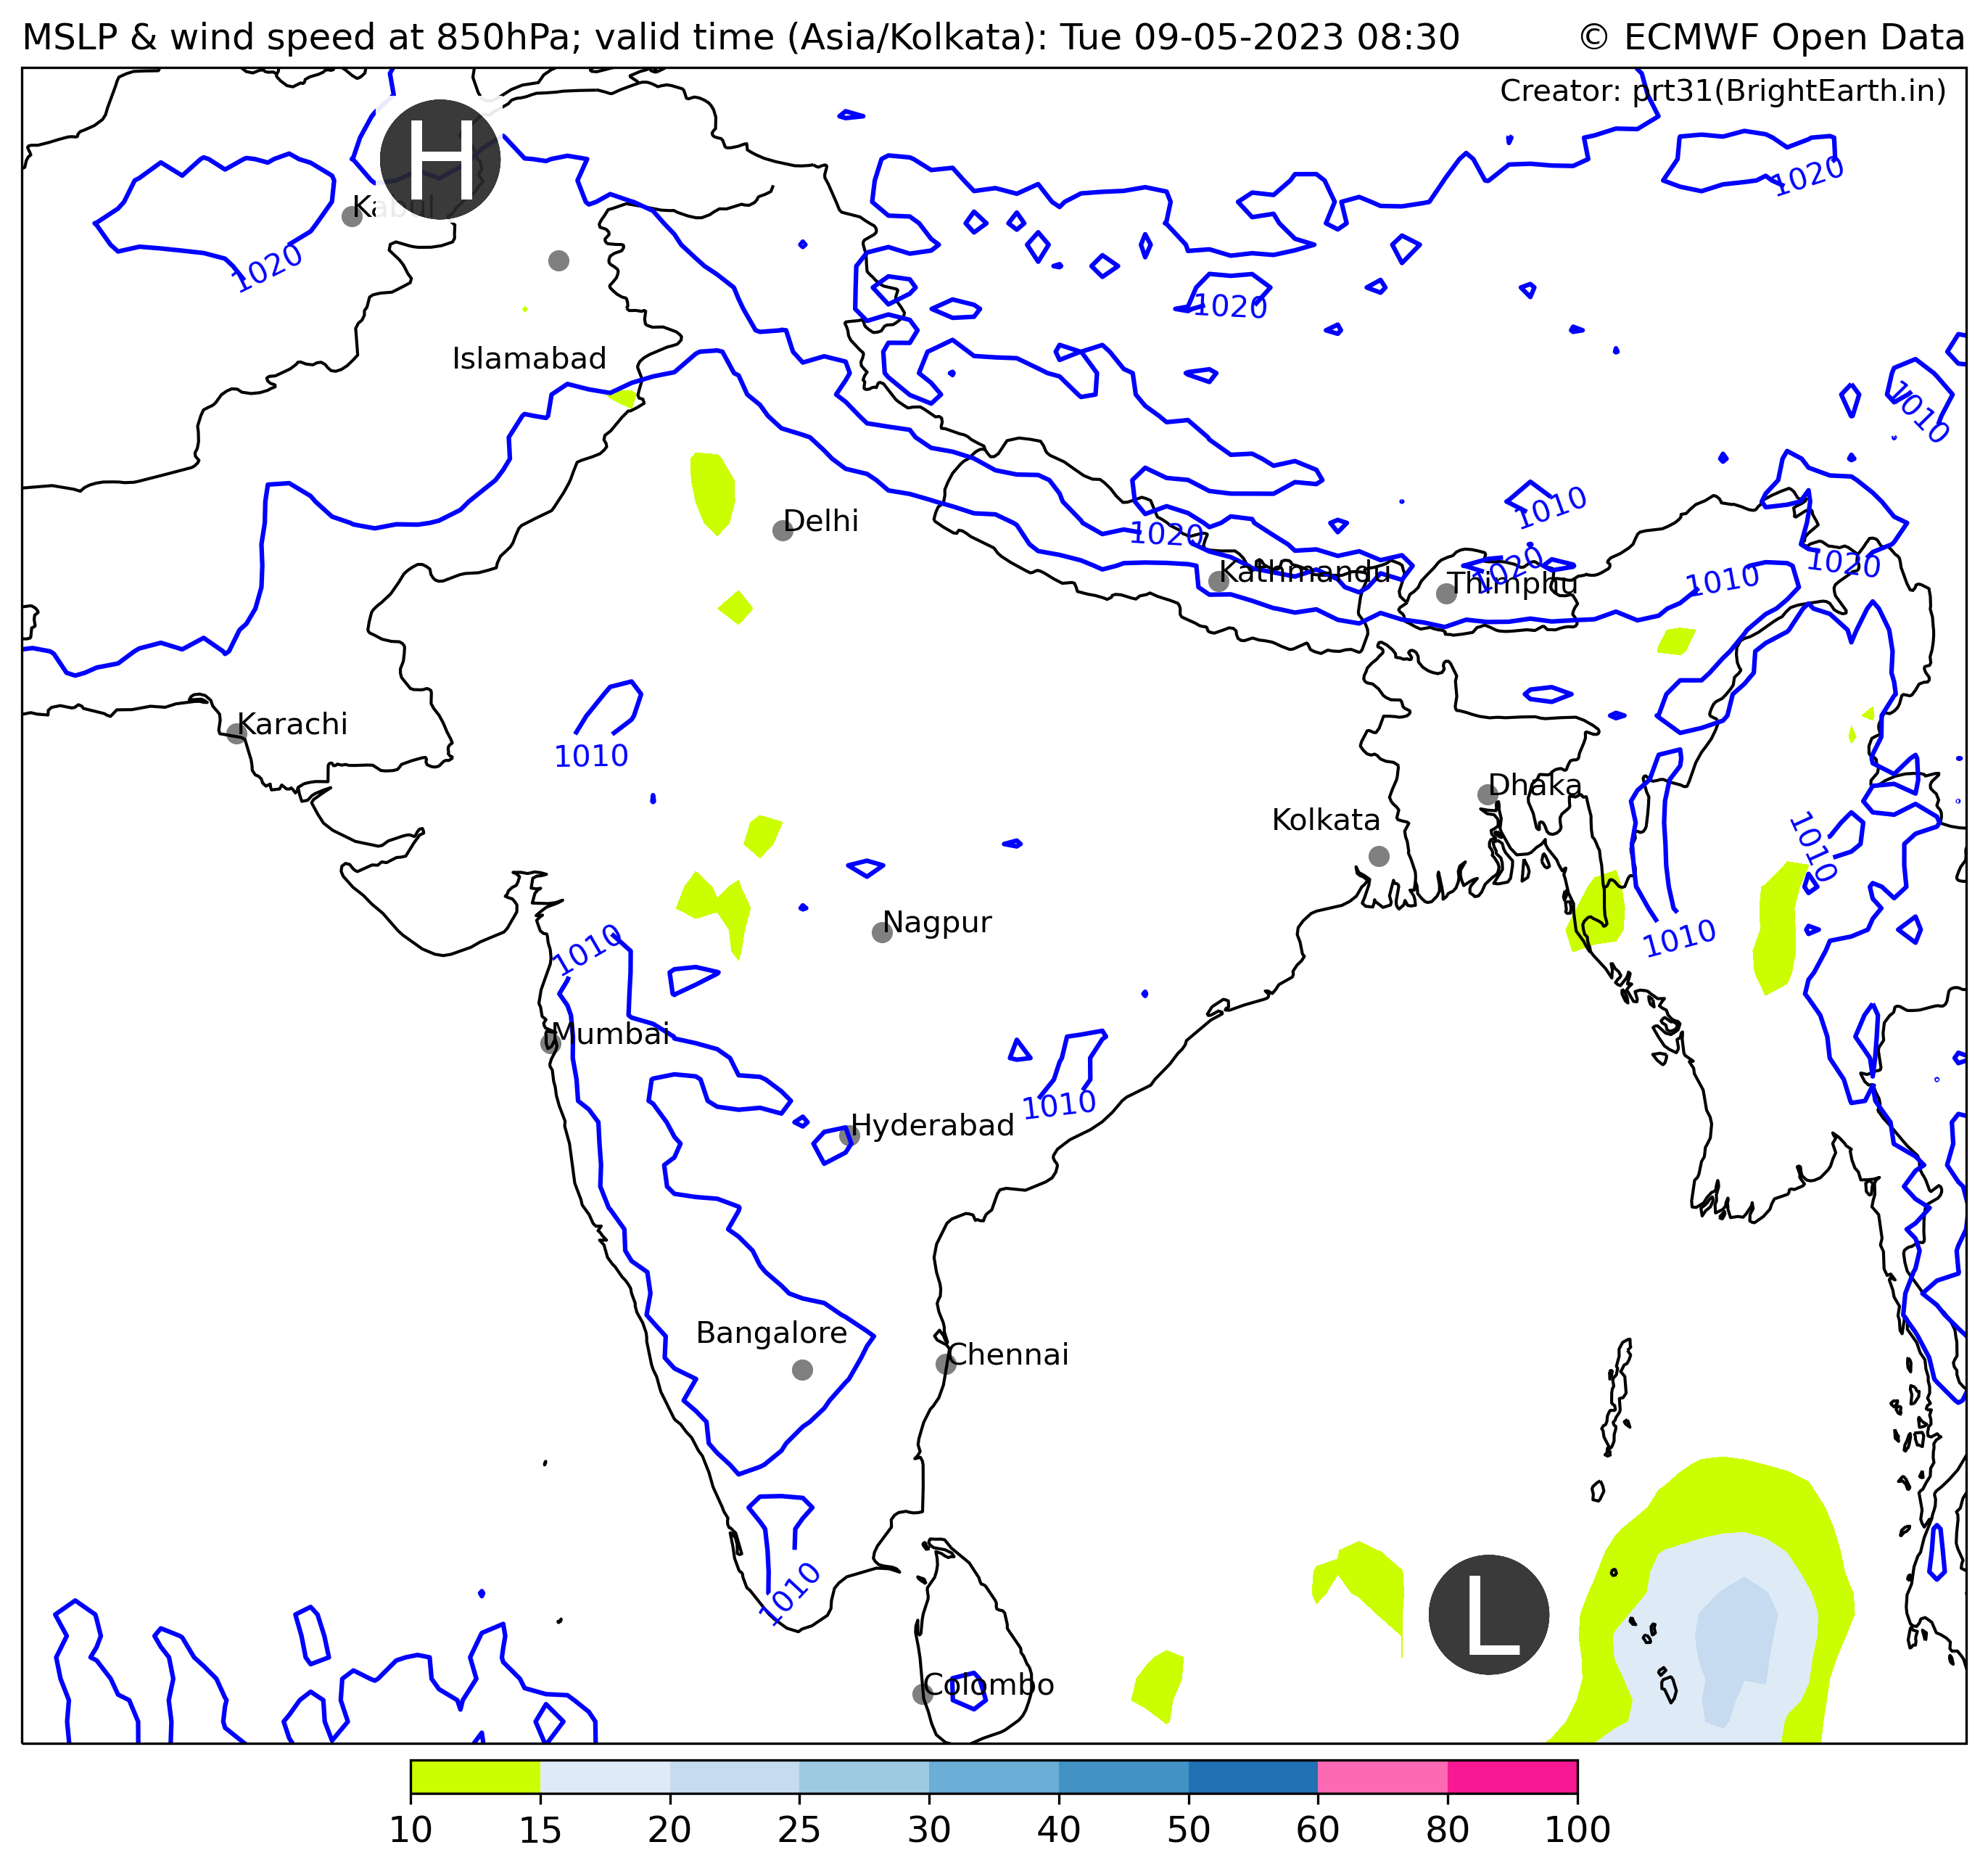 MSLP & wind speed at 850hPa; valid time (Asia/Kolkata): Tue 09-05-2023 08:30
© ECMWF Open Data
Creator: prt31(BrightEarth.in)
H
1020
Kabul
1020
1020
Islamabad
1010
Delhi
1010
1020
1020
Kathmandu
Thimphu
1010
1020
Karachi
1010
Dhaka
Kolkata
1010
Nagpur
1010
1010
Mumbai
1010
Hyderabad
Bangalore
Chennai
1010
L
Colombo
10 15 20 25 30 40 50 60 80 100